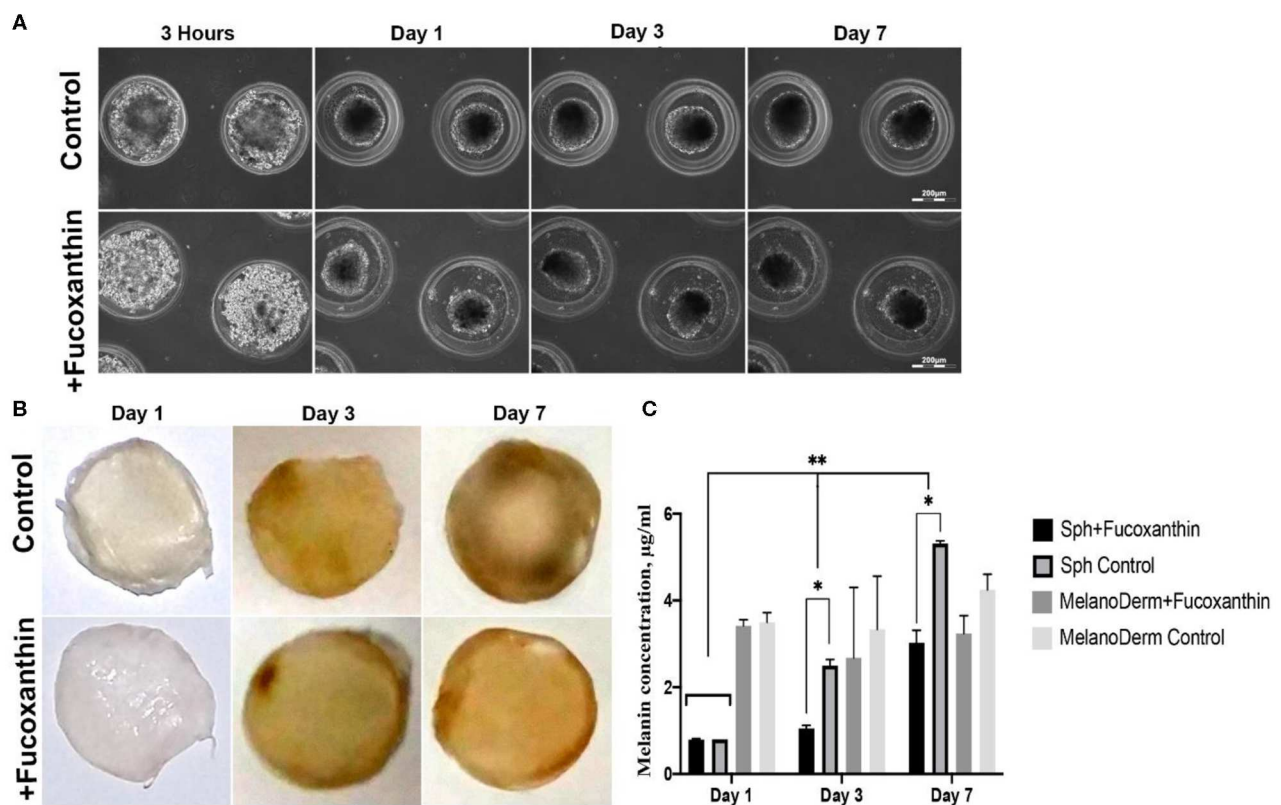 A
3 Hours Day 1 Day 3 Day 7
Control
200μm
+Fucoxanthin
200μm
B
Day 1 Day 3 Day 7
Control
+Fucoxanthin
C
Melanin concentration, μg/ml
6
4
2
0
**
*
*
Day 1 Day 3 Day 7
Sph+Fucoxanthin
Sph Control
MelanoDerm+Fucoxanthin
MelanoDerm Control